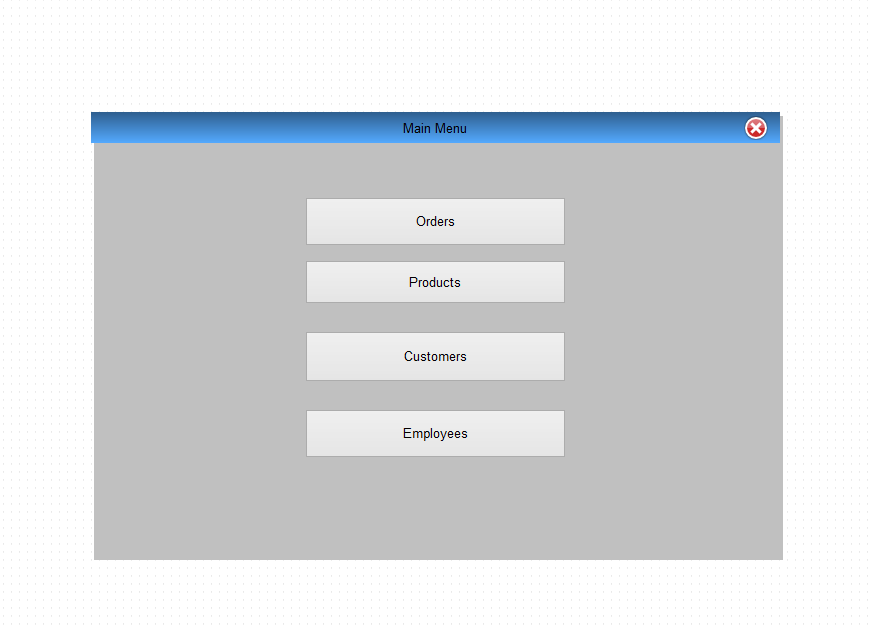 Main Menu
Orders
Products
Customers
Employees